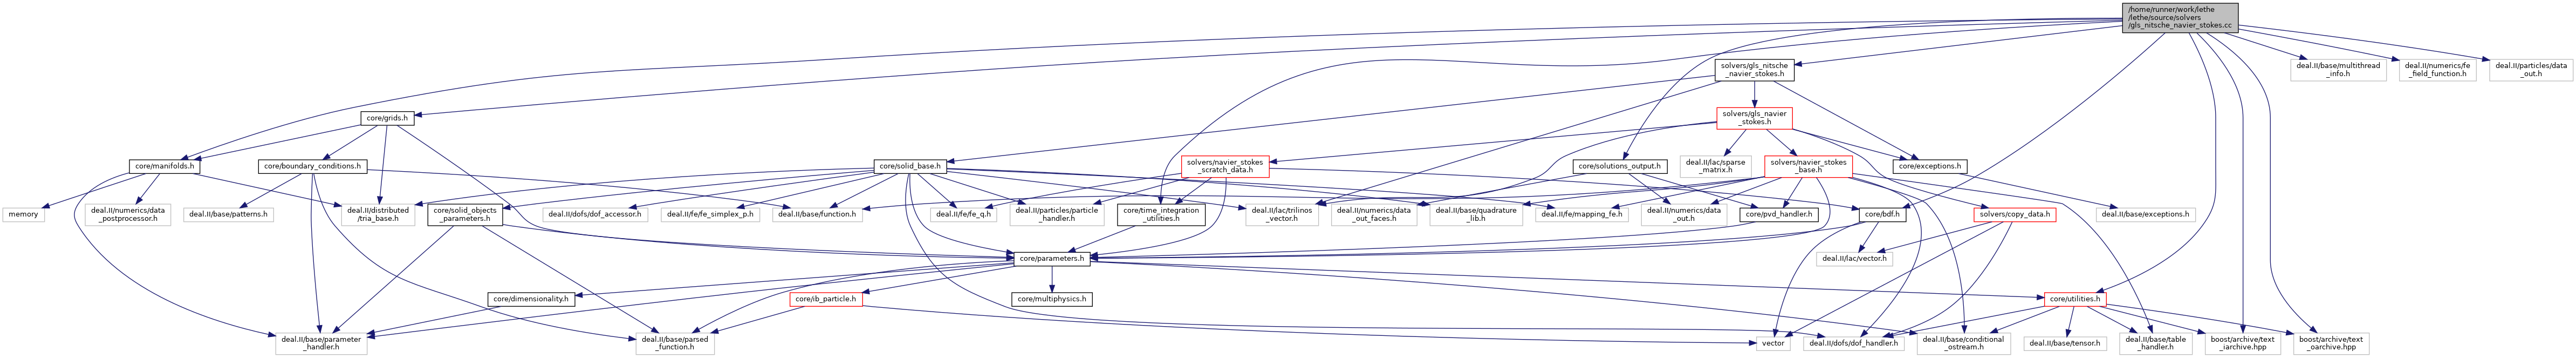 /home/runner/work/lethe
/lethe/source/solvers
/gls_nitsche_navier_stokes.cc
solvers/gls_nitsche
_navier_stokes.h
deal.II/base/multithread
_info.h
deal.II/numerics/fe
_field_function.h
deal.II/particles/data
_out.h
core/grids.h
solvers/gls_navier
_stokes.h
core/manifolds.h
core/boundary_conditions.h
core/solid_base.h
solvers/navier_stokes
_scratch_data.h
core/solutions_output.h
deal.II/lac/sparse
_matrix.h
solvers/navier_stokes
_base.h
core/exceptions.h
memory
deal.II/numerics/data
_postprocessor.h
deal.II/base/patterns.h
deal.II/distributed
/tria_base.h
core/solid_objects
_parameters.h
deal.II/dofs/dof_accessor.h
deal.II/fe/fe_simplex_p.h
deal.II/base/function.h
deal.II/fe/fe_q.h
deal.II/particles/particle
_handler.h
core/time_integration
_utilities.h
deal.II/lac/trilinos
_vector.h
deal.II/numerics/data
_out_faces.h
deal.II/base/quadrature
_lib.h
deal.II/fe/mapping_fe.h
deal.II/numerics/data
_out.h
core/pvd_handler.h
core/bdf.h
solvers/copy_data.h
deal.II/base/exceptions.h
core/parameters.h
deal.II/lac/vector.h
core/dimensionality.h
core/ib_particle.h
core/multiphysics.h
core/utilities.h
deal.II/base/parameter
_handler.h
deal.II/base/parsed
_function.h
vector
deal.II/dofs/dof_handler.h
deal.II/base/conditional
_ostream.h
deal.II/base/tensor.h
deal.II/base/table
_handler.h
boost/archive/text
_iarchive.hpp
boost/archive/text
_oarchive.hpp